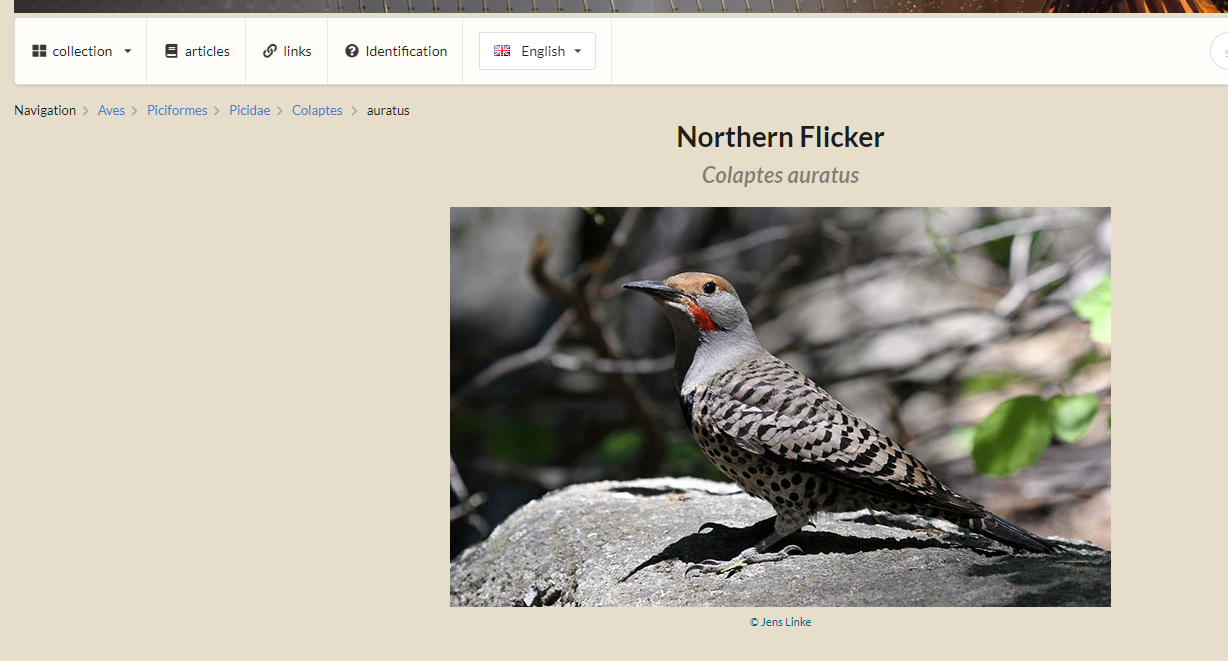 collection articles links Identification English
Navigation Aves Piciformes Picidae Colaptes auratus
Northern Flicker
Colaptes auratus
© Jens Linke